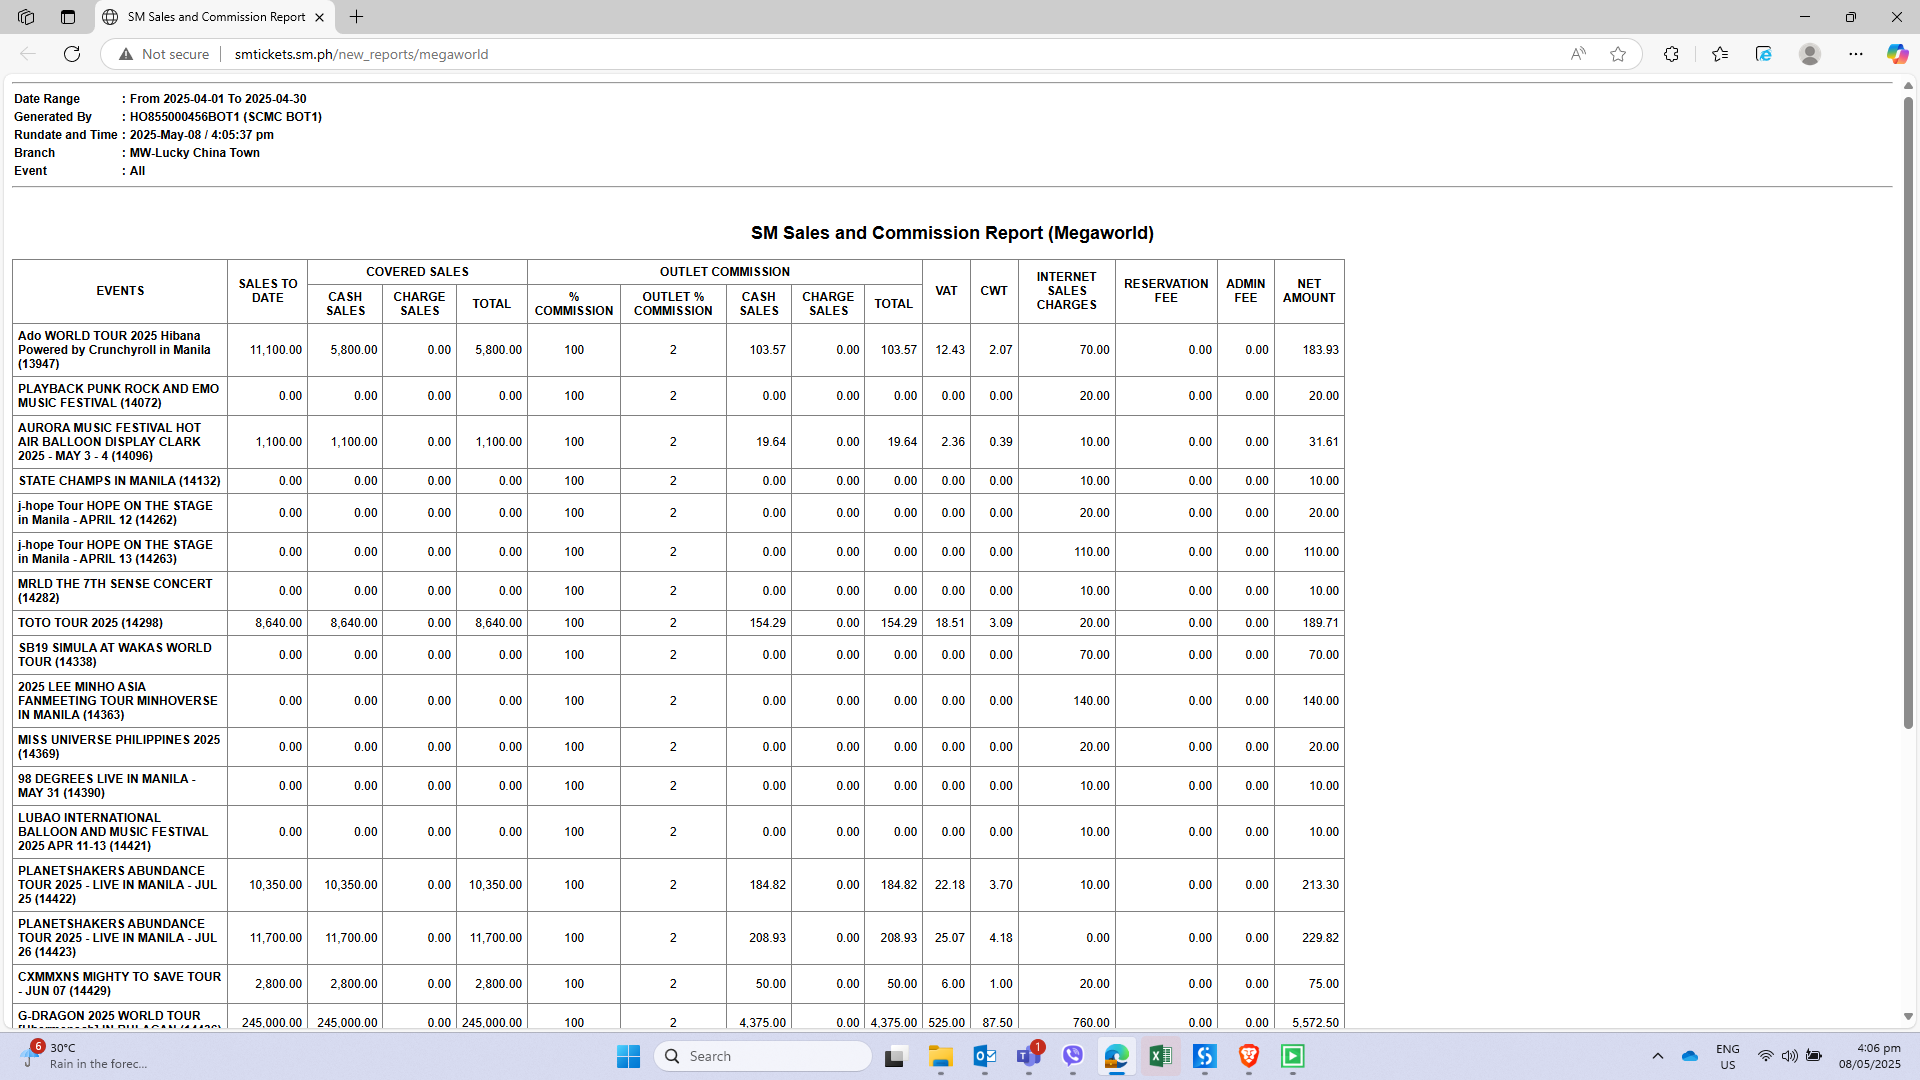 SM Sales and Commission Report
Not secure
smtickets.sm.ph/new_reports/megaworld
Date Range : From 2025-04-01 To 2025-04-30
Generated By : HO855000456BOT1 (SCMC BOT1)
Rundate and Time : 2025-May-08 / 4:05:37 pm
Branch : MW-Lucky China Town
Event : All
SM Sales and Commission Report (Megaworld)
EVENTS
SALES TO
DATE
COVERED SALES
CASH
SALES
CHARGE
SALES
TOTAL
OUTLET COMMISSION
%
COMMISSION
OUTLET %
COMMISSION
CASH
SALES
CHARGE
SALES
TOTAL
VAT
CWT
INTERNET
SALES
CHARGES
RESERVATION
FEE
ADMIN
FEE
NET
AMOUNT
Ado WORLD TOUR 2025 Hibana
Powered by Crunchyroll in Manila
(13947)
11,100.00 5,800.00 0.00 5,800.00 100 2 103.57 0.00 103.57 12.43 2.07 70.00 0.00 0.00 183.93
PLAYBACK PUNK ROCK AND EMO
MUSIC FESTIVAL (14072)
0.00 0.00 0.00 0.00 100 2 0.00 0.00 0.00 0.00 0.00 20.00 0.00 0.00 20.00
AURORA MUSIC FESTIVAL HOT
AIR BALLOON DISPLAY CLARK
2025 - MAY 3 - 4 (14096)
1,100.00 1,100.00 0.00 1,100.00 100 2 19.64 0.00 19.64 2.36 0.39 10.00 0.00 0.00 31.61
STATE CHAMPS IN MANILA (14132)
0.00 0.00 0.00 0.00 100 2 0.00 0.00 0.00 0.00 0.00 10.00 0.00 0.00 10.00
j-hope Tour HOPE ON THE STAGE
in Manila - APRIL 12 (14262)
0.00 0.00 0.00 0.00 100 2 0.00 0.00 0.00 0.00 0.00 20.00 0.00 0.00 20.00
j-hope Tour HOPE ON THE STAGE
in Manila - APRIL 13 (14263)
0.00 0.00 0.00 0.00 100 2 0.00 0.00 0.00 0.00 0.00 110.00 0.00 0.00 110.00
MRLD THE 7TH SENSE CONCERT
(14282)
0.00 0.00 0.00 0.00 100 2 0.00 0.00 0.00 0.00 0.00 10.00 0.00 0.00 10.00
TOTO TOUR 2025 (14298)
8,640.00 8,640.00 0.00 8,640.00 100 2 154.29 0.00 154.29 18.51 3.09 20.00 0.00 0.00 189.71
SB19 SIMULA AT WAKAS WORLD
TOUR (14338)
0.00 0.00 0.00 0.00 100 2 0.00 0.00 0.00 0.00 0.00 70.00 0.00 0.00 70.00
2025 LEE MINHO ASIA
FANMEETING TOUR MINHOVERSE
IN MANILA (14363)
0.00 0.00 0.00 0.00 100 2 0.00 0.00 0.00 0.00 0.00 140.00 0.00 0.00 140.00
MISS UNIVERSE PHILIPPINES 2025
(14369)
0.00 0.00 0.00 0.00 100 2 0.00 0.00 0.00 0.00 0.00 20.00 0.00 0.00 20.00
98 DEGREES LIVE IN MANILA -
MAY 31 (14390)
0.00 0.00 0.00 0.00 100 2 0.00 0.00 0.00 0.00 0.00 10.00 0.00 0.00 10.00
LUBAO INTERNATIONAL
BALLOON AND MUSIC FESTIVAL
2025 APR 11-13 (14421)
0.00 0.00 0.00 0.00 100 2 0.00 0.00 0.00 0.00 0.00 10.00 0.00 0.00 10.00
PLANETSHAKERS ABUNDANCE
TOUR 2025 - LIVE IN MANILA - JUL
25 (14422)
10,350.00 10,350.00 0.00 10,350.00 100 2 184.82 0.00 184.82 22.18 3.70 10.00 0.00 0.00 213.30
PLANETSHAKERS ABUNDANCE
TOUR 2025 - LIVE IN MANILA - JUL
26 (14423)
11,700.00 11,700.00 0.00 11,700.00 100 2 208.93 0.00 208.93 25.07 4.18 0.00 0.00 0.00 229.82
CXMMXNS MIGHTY TO SAVE TOUR
- JUN 07 (14429)
2,800.00 2,800.00 0.00 2,800.00 100 2 50.00 0.00 50.00 6.00 1.00 20.00 0.00 0.00 75.00
G-DRAGON 2025 WORLD TOUR
245,000.00 245,000.00 0.00 245,000.00 100 2 4,375.00 0.00 4,375.00 525.00 87.50 760.00 0.00 0.00 5,572.50
6
30°C
Rain in the forec...
Search
1
ENG
US
4:06 pm
08/05/2025